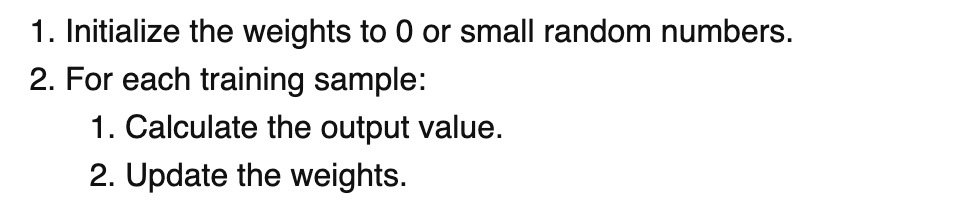 1. Initialize the weights to 0 or small random numbers.
2. For each training sample:
1. Calculate the output value.
2. Update the weights.